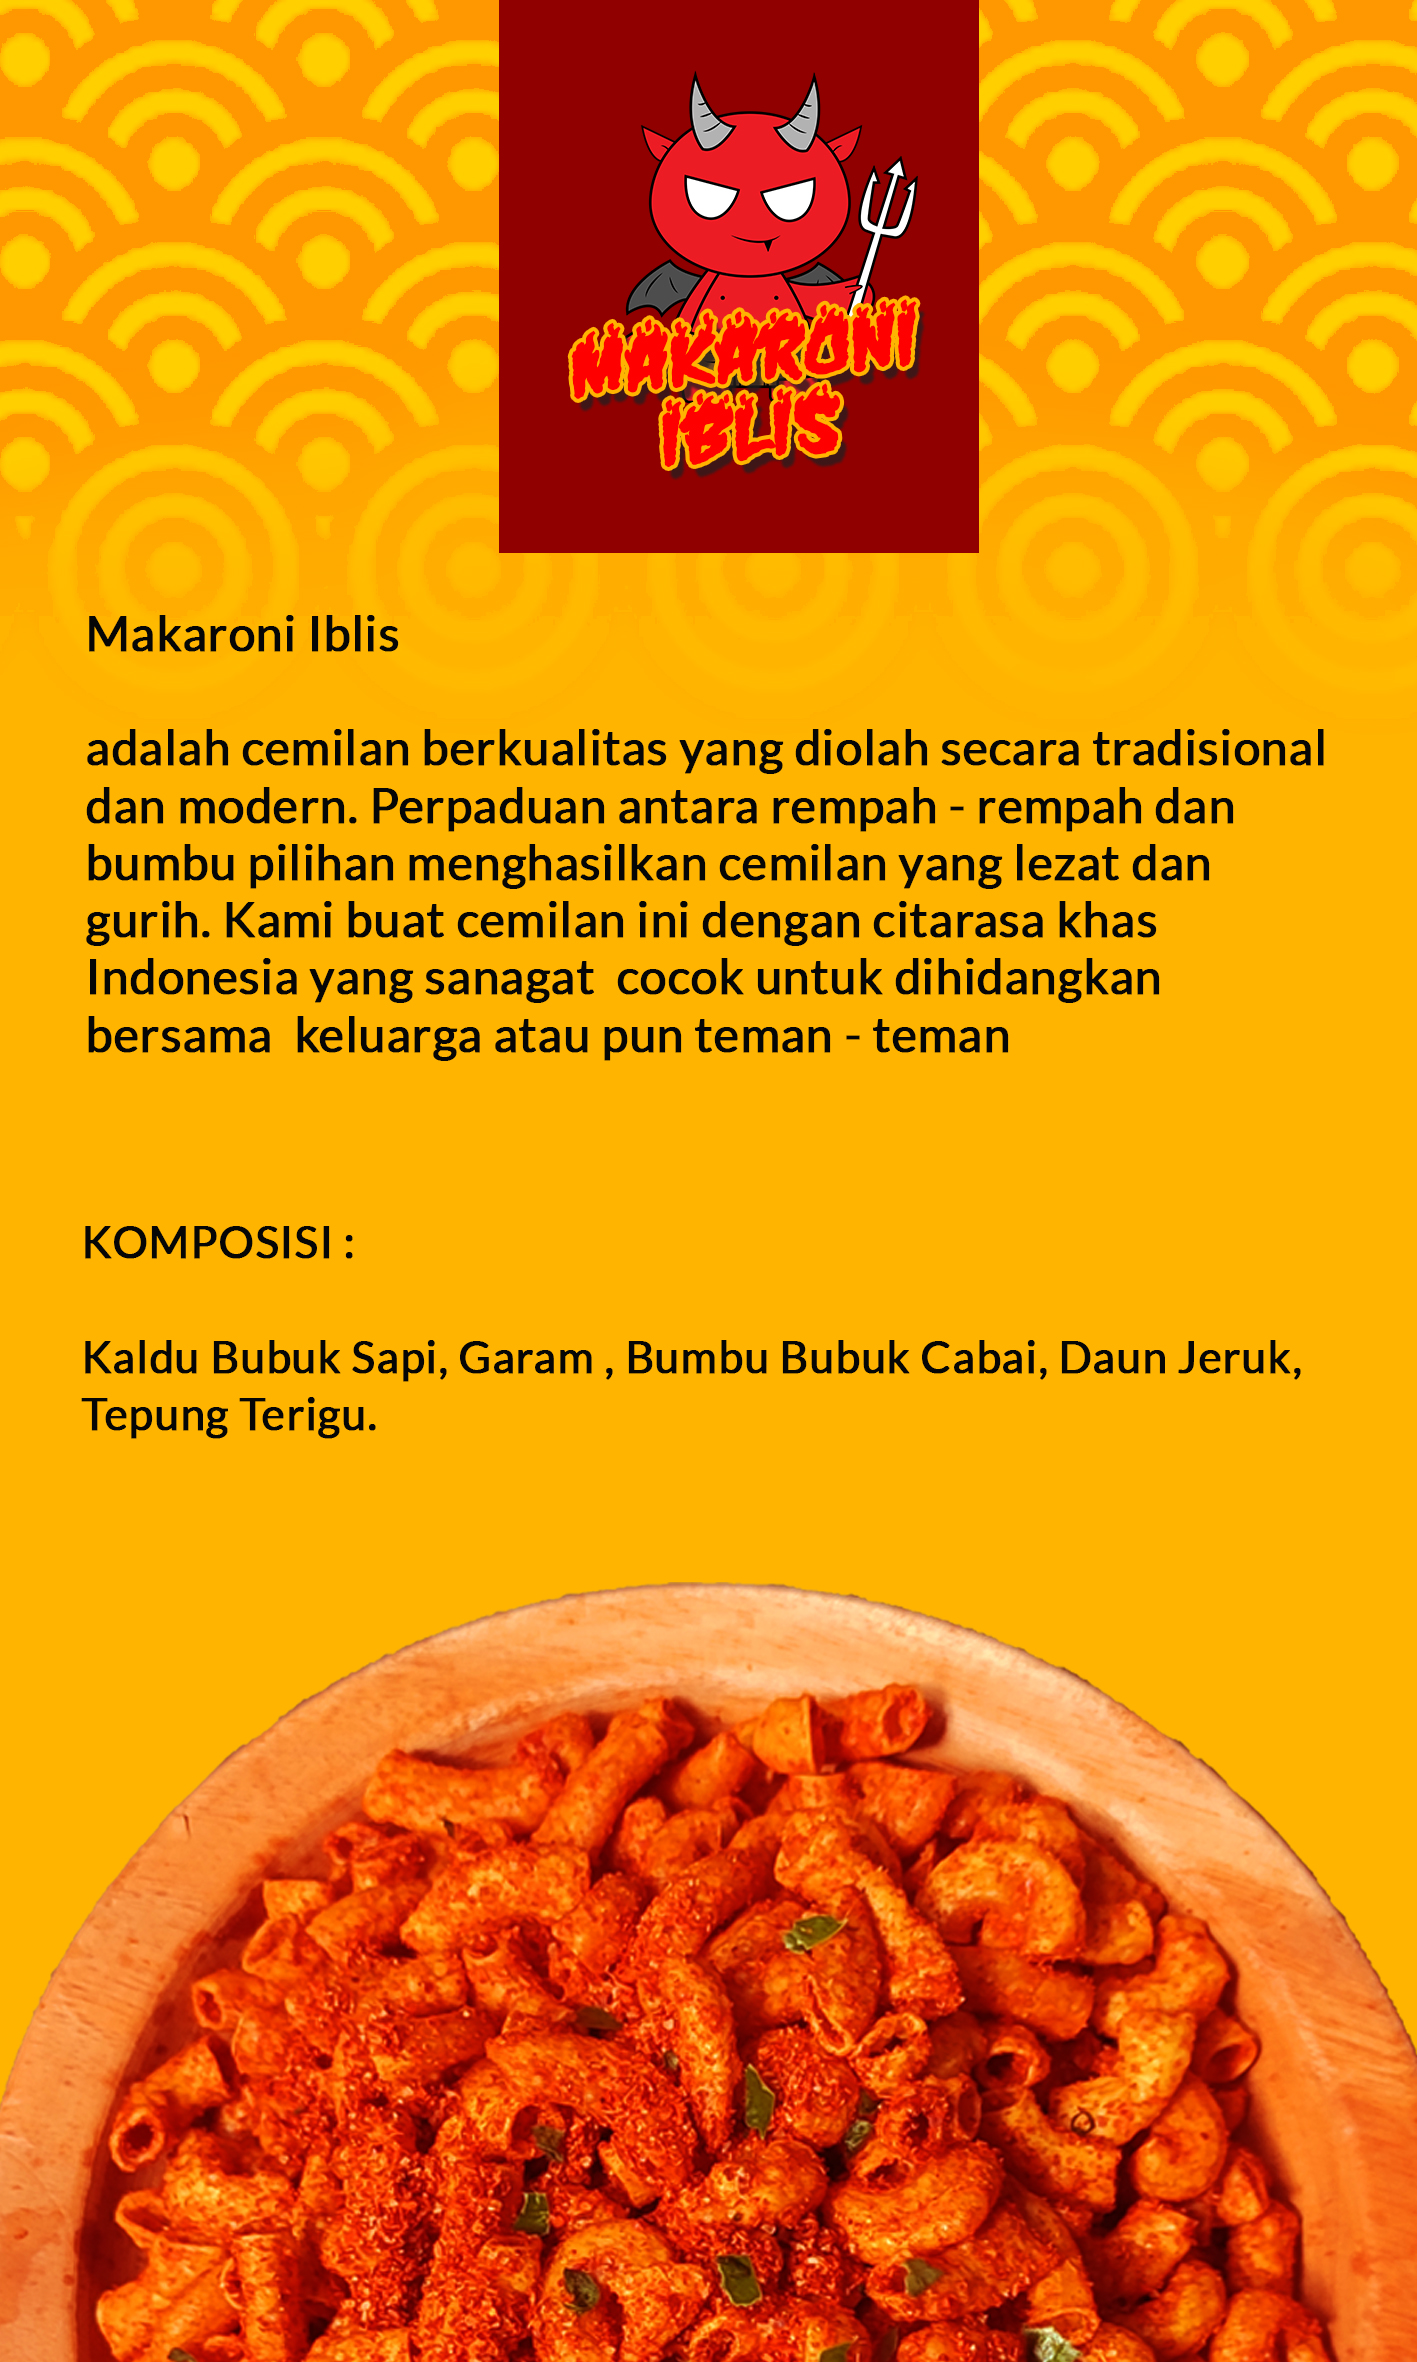 MAKARONI
IBLIS
Makaroni Iblis
adalah cemilan berkualitas yang diolah secara tradisional
dan modern. Perpaduan antara rempah - rempah dan
bumbu pilihan menghasilkan cemilan yang lezat dan
gurih. Kami buat cemilan ini dengan citarasa khas
Indonesia yang sanagat  cocok untuk dihidangkan
bersama  keluarga atau pun teman - teman
KOMPOSISI :
Kaldu Bubuk Sapi, Garam , Bumbu Bubuk Cabai, Daun Jeruk,
Tepung Terigu.